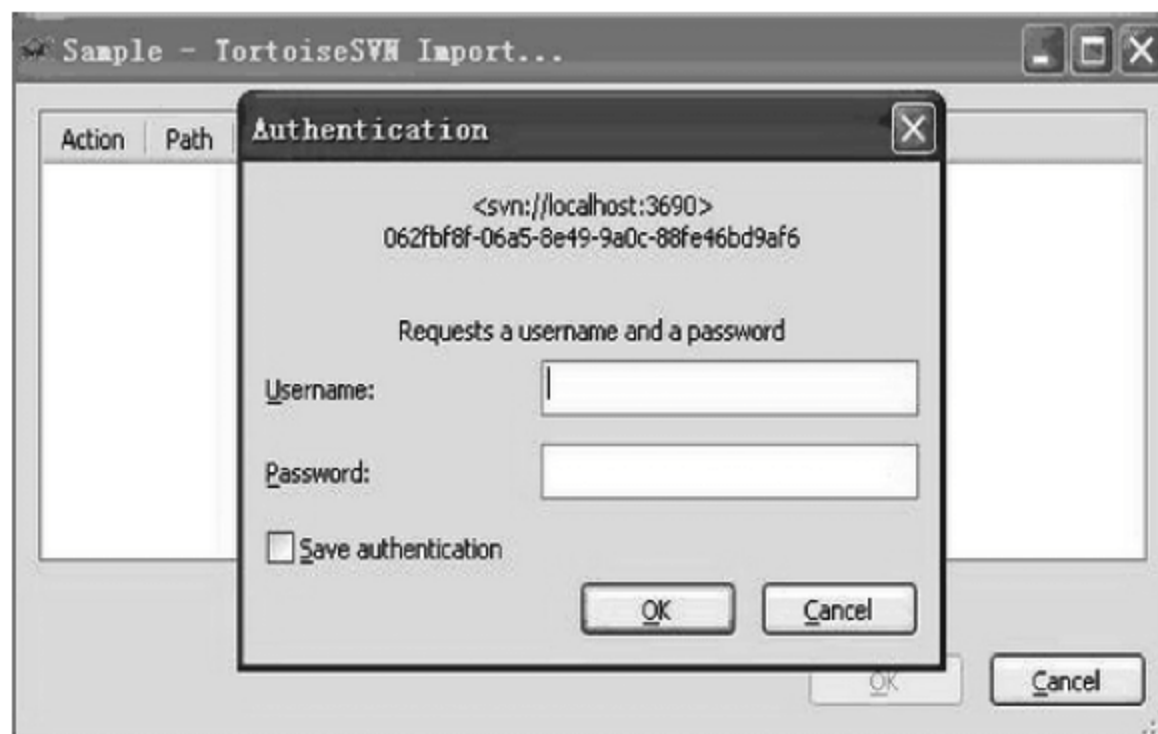 Sample - TortoiseSVN Import...
Action Path
Authentication
<svn://localhost:3690>
062fbf8f-06a5-8e49-9a0c-88fe46bd9af6
Requests a username and a password
Username:
Password:
Save authentication
OK Cancel
OK Cancel